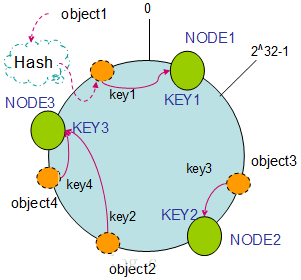 object1
0
NODE1
2^32-1
Hash
key1
KEY1
NODE3
KEY3
key3
object3
key4
object4
key2
KEY2
NODE2
object2